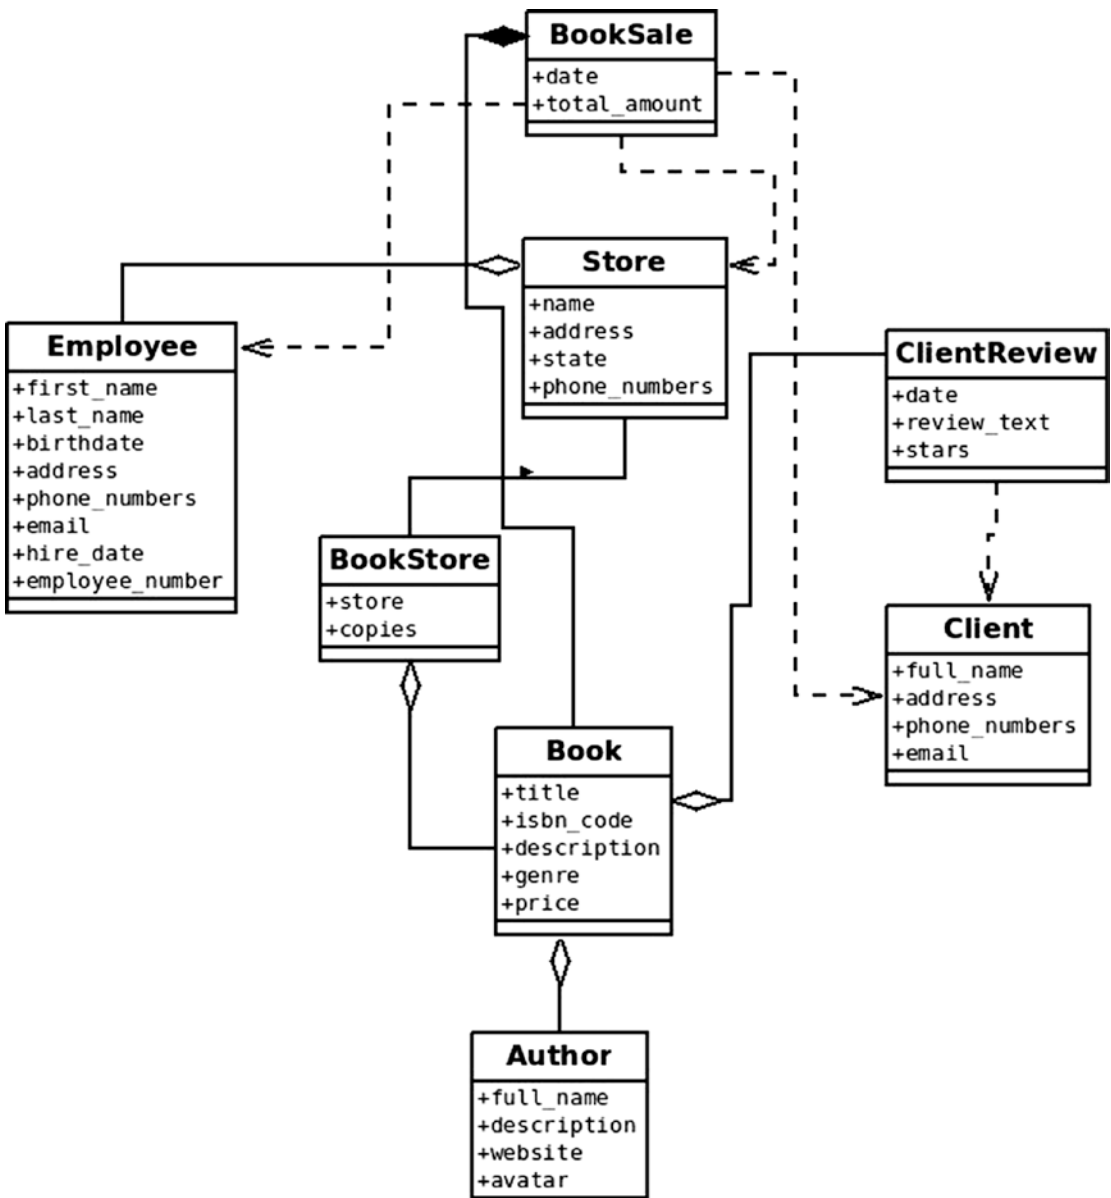 BookSale
+date
+total_amount
Store
+name
+address
+state
+phone_numbers
Employee
+first_name
+last_name
+birthdate
+address
+phone_numbers
+email
+hire_date
+employee_number
ClientReview
+date
+review_text
+stars
BookStore
+store
+copies
Client
+full_name
+address
+phone_numbers
+email
Book
+title
+isbn_code
+description
+genre
+price
Author
+full_name
+description
+website
+avatar